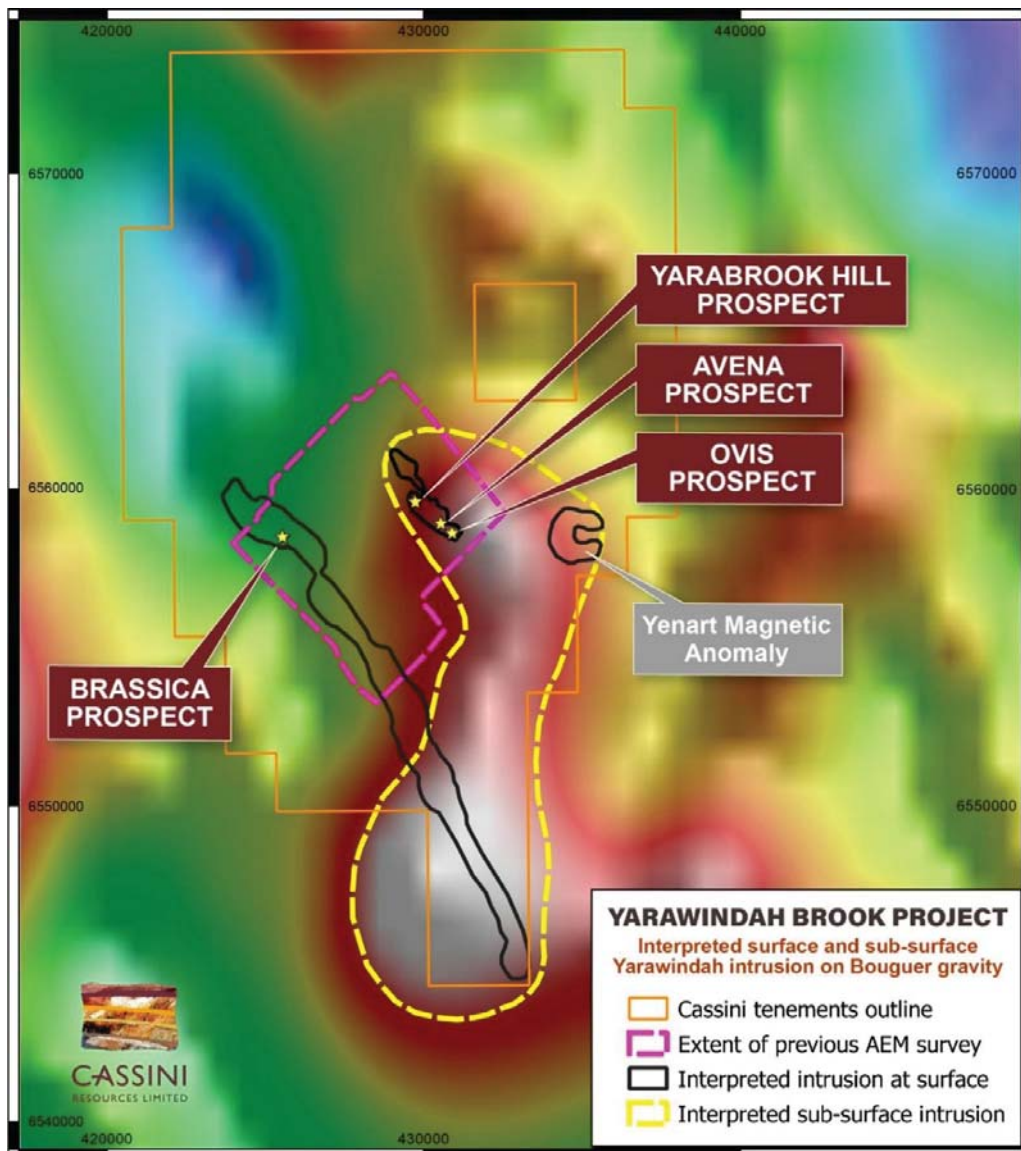 420000
430000
440000
6570000
6570000
YARABROOK HILL
PROSPECT
AVENA
PROSPECT
OVIS
PROSPECT
6560000
6560000
Yenart Magnetic
Anomaly
BRASSICA
PROSPECT
6550000
6550000
YARAWINDAH BROOK PROJECT
Interpreted surface and sub-surface
Yarawindah intrusion on Bouguer gravity
Cassini tenements outline
Extent of previous AEM survey
Interpreted intrusion at surface
Interpreted sub-surface intrusion
CASSINI
RESOURCES LIMITED
6540000
420000
430000